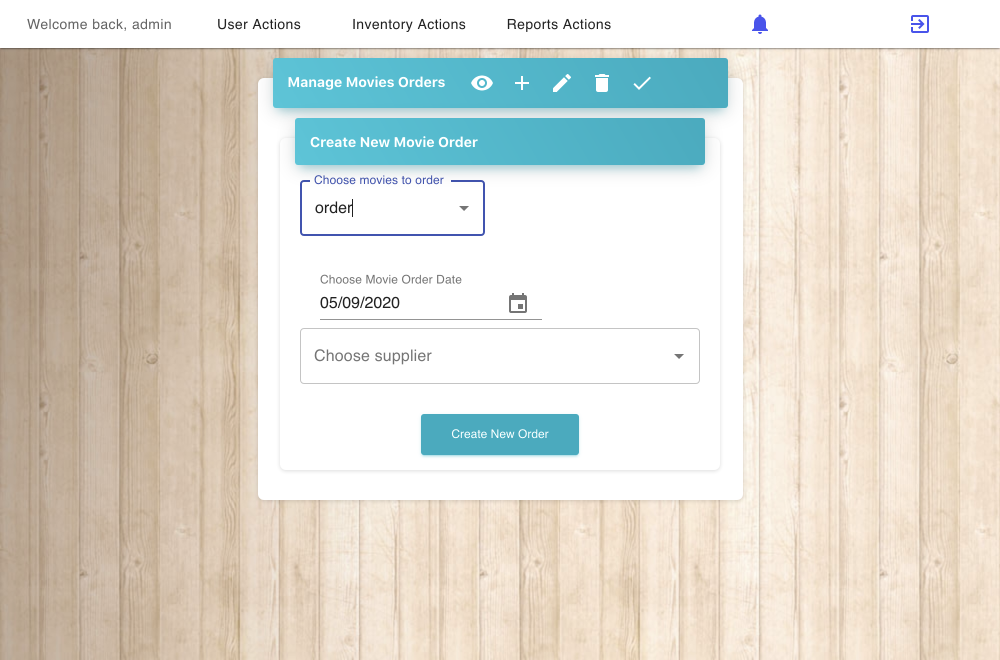 Welcome back, admin User Actions Inventory Actions Reports Actions
Manage Movies Orders
Create New Movie Order
Choose movies to order
order
Choose Movie Order Date
05/09/2020
Choose supplier
Create New Order